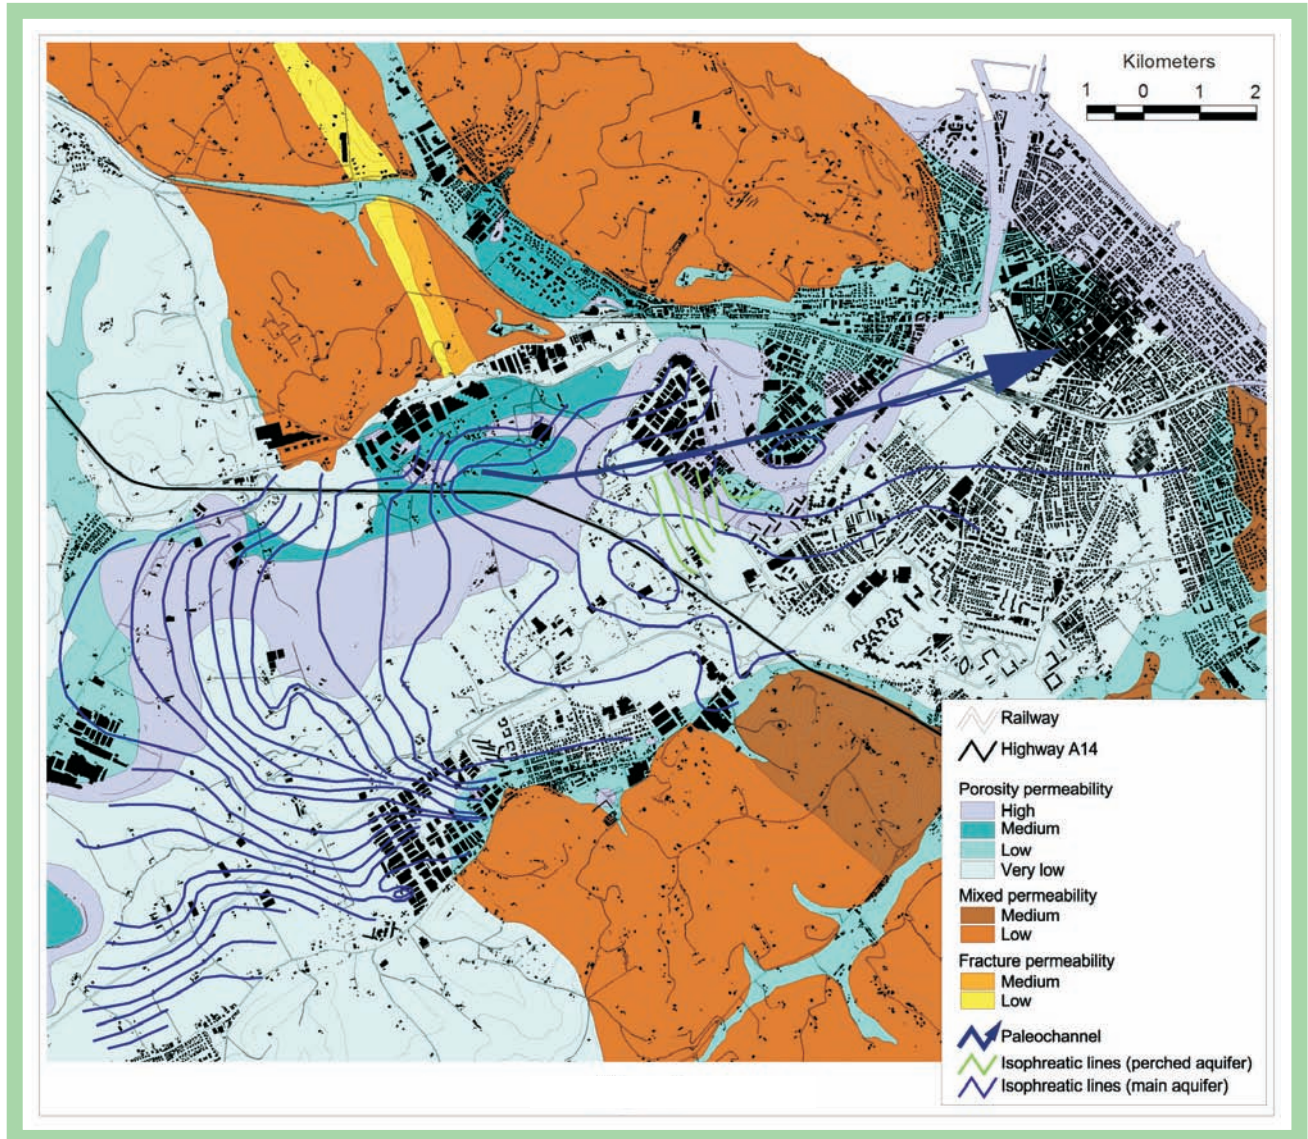 Kilometers
1 0 1 2
Railway
Highway A14
Porosity permeability
High
Medium
Low
Very low
Mixed permeability
Medium
Low
Fracture permeability
Medium
Low
Paleochannel
Isophreatic lines (perched aquifer)
Isophreatic lines (main aquifer)